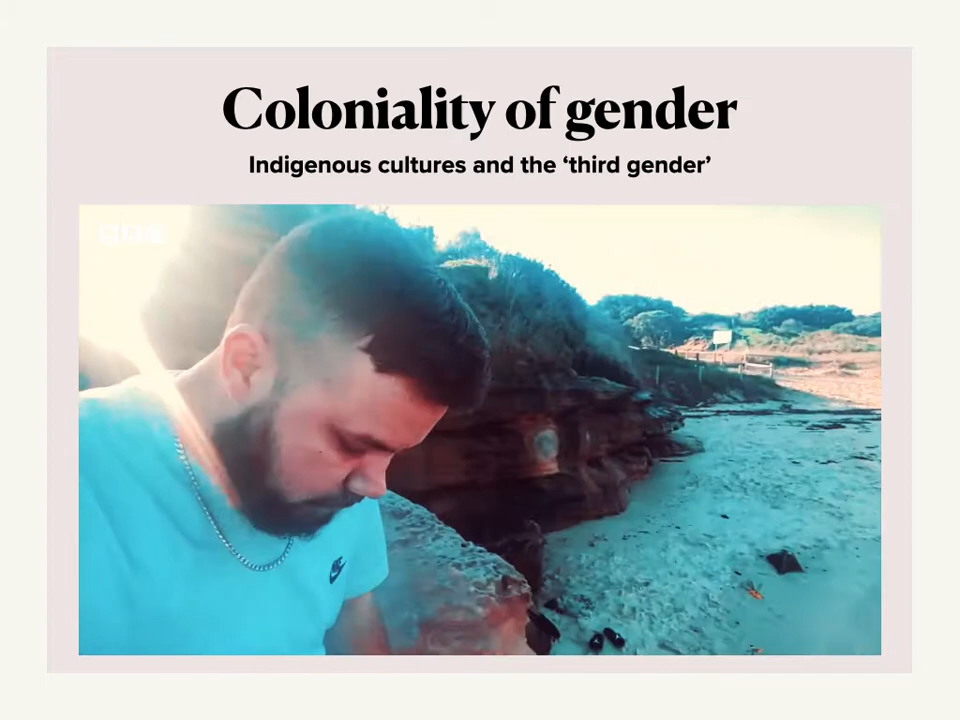 Coloniality of gender
Indigenous cultures and the ‘third gender’